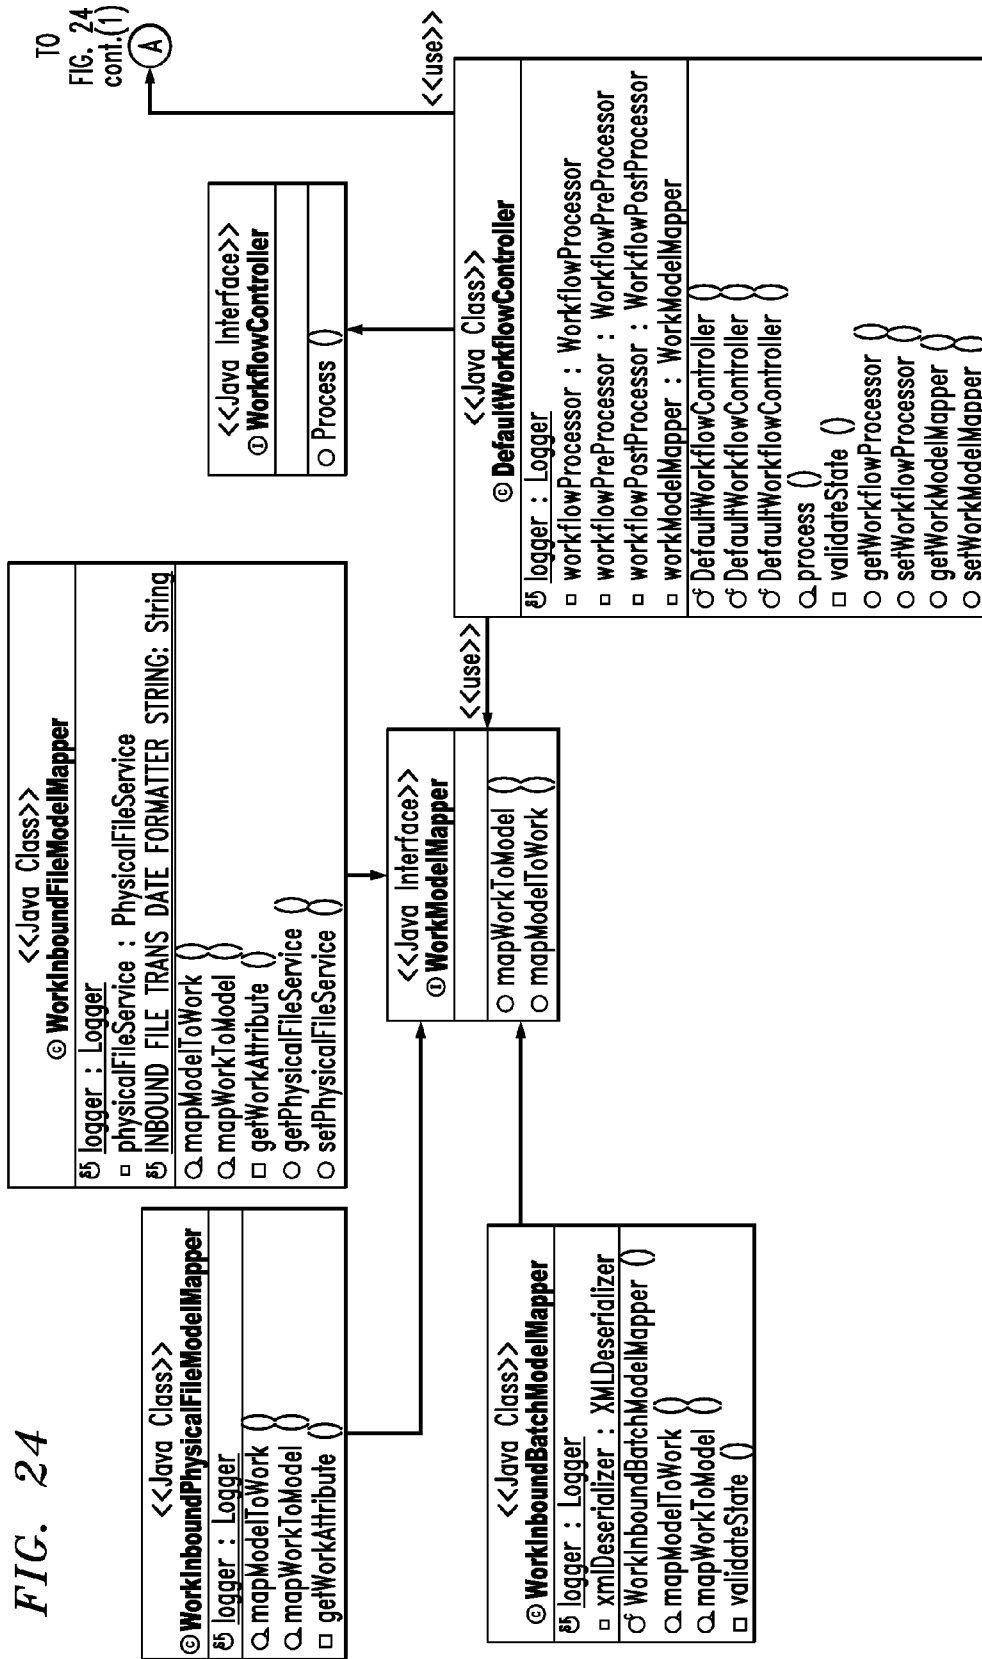 FIG. 24
<<Java Class>>
© WorkInboundPhysicalFileModelMapper
logger : Logger
mapModelToWork ()
mapWorkToModel ()
getWorkAttribute ()
<<Java Class>>
© WorkInboundFileModelMapper
logger : Logger
physicalFileService : PhysicalFileService
INBOUND FILE TRANS DATE FORMATTER STRING: String
mapModelToWork ()
mapWorkToModel ()
getWorkAttribute ()
getPhysicalFileService ()
setPhysicalFileService ()
<<Java Interface>>
Ⓘ WorkflowController
Process ()
TO
FIG. 24
cont.(1)
A
<<Java Class>>
© WorkInboundBatchModelMapper
logger : Logger
xmlDeserializer : XMLDeserializer
WorkInboundBatchModelMapper ()
mapModelToWork ()
mapWorkToModel ()
validateState ()
<<Java Interface>>
Ⓘ WorkModelMapper
mapWorkToModel ()
mapModelToWork ()
<<use>>
<<use>>
<<Java Class>>
© DefaultWorkflowController
logger : Logger
workflowProcessor : WorkflowProcessor
workflowPreProcessor : WorkflowPreProcessor
workflowPostProcessor : WorkflowPostProcessor
workModelMapper : WorkModelMapper
DefaultWorkflowController ()
DefaultWorkflowController ()
DefaultWorkflowController ()
process ()
validateState ()
getWorkflowProcessor ()
setWorkflowProcessor ()
getWorkModelMapper ()
setWorkModelMapper ()